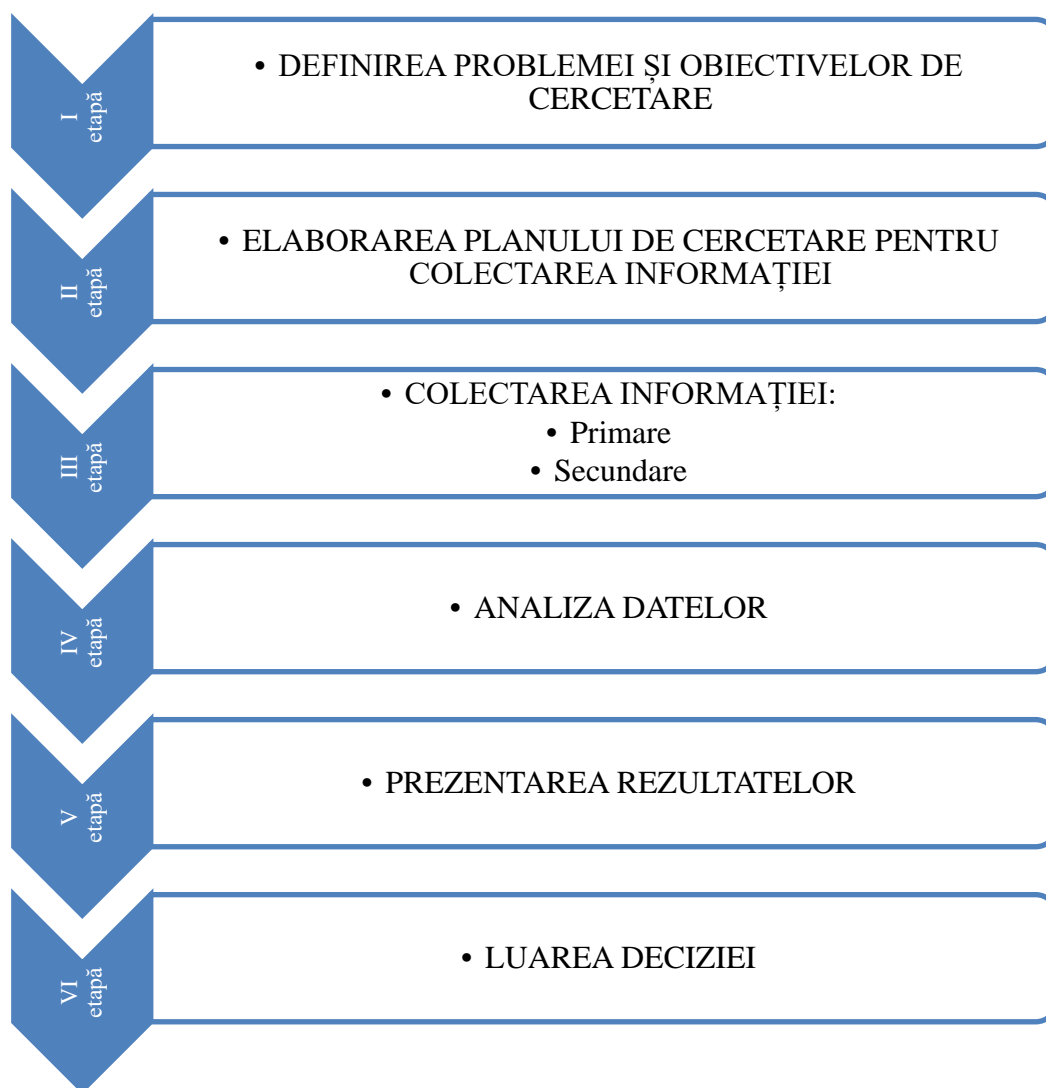 I
etapă
• DEFINIREA PROBLEMEI ȘI OBIECTIVELOR DE
CERCETARE
II
etapă
• ELABORAREA PLANULUI DE CERCETARE PENTRU
COLECTAREA INFORMAȚIEI
III
etapă
• COLECTAREA INFORMAȚIEI:
• Primare
• Secundare
IV
etapă
• ANALIZA DATELOR
V
etapă
• PREZENTAREA REZULTATELOR
VI
etapă
• LUAREA DECIZIEI